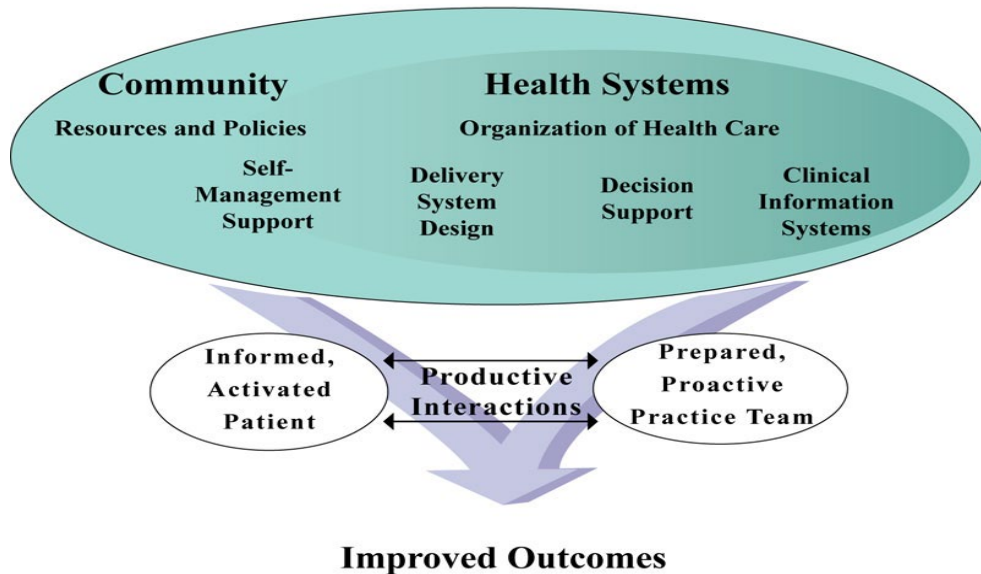 Community
Resources and Policies
Health Systems
Organization of Health Care
Self-
Management
Support
Delivery
System
Design
Decision
Support
Clinical
Information
Systems
Informed,
Activated
Patient
Productive
Interactions
Prepared,
Proactive
Practice Team
Improved Outcomes